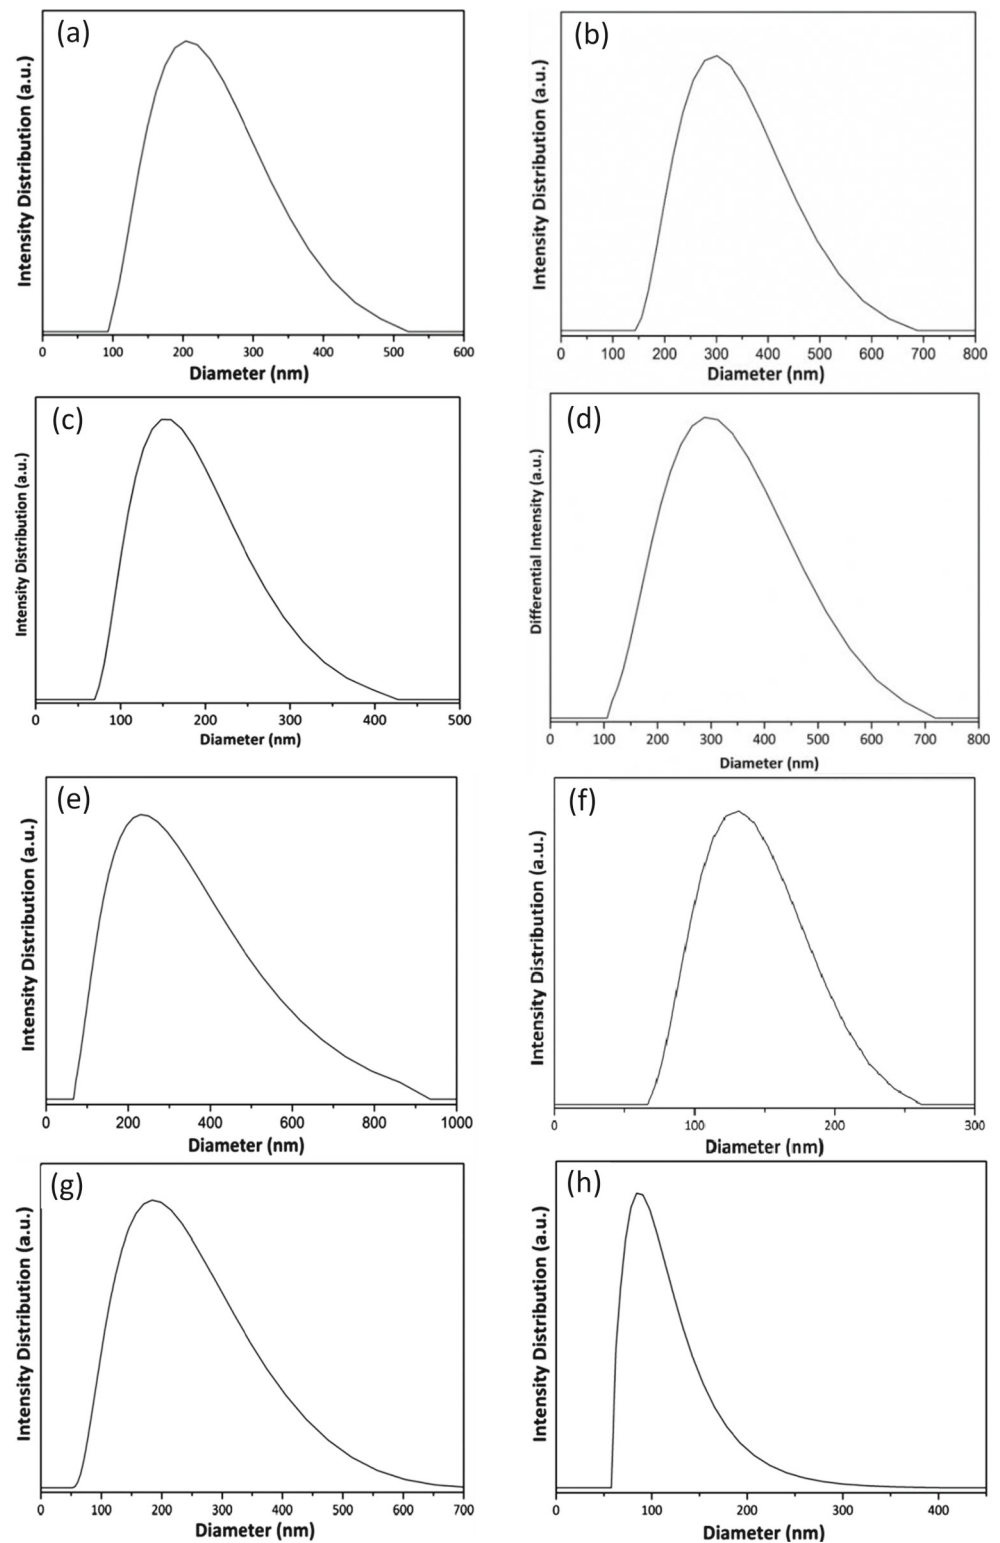 (a)
Intensity Distribution (a.u.)
0 100 200 300 400 500 600
Diameter (nm)
(b)
Intensity Distribution (a.u.)
0 100 200 300 400 500 600 700 800
Diameter (nm)
(c)
Intensity Distribution (a.u.)
0 100 200 300 400 500
Diameter (nm)
(d)
Differential Intensity (a.u.)
0 100 200 300 400 500 600 700 800
Diameter (nm)
(e)
Intensity Distribution (a.u.)
0 200 400 600 800 1000
Diameter (nm)
(f)
Intensity Distribution (a.u.)
0 100 200 300
Diameter (nm)
(g)
Intensity Distribution (a.u.)
0 100 200 300 400 500 600 700
Diameter (nm)
(h)
Intensity Distribution (a.u.)
0 100 200 300 400
Diameter (nm)